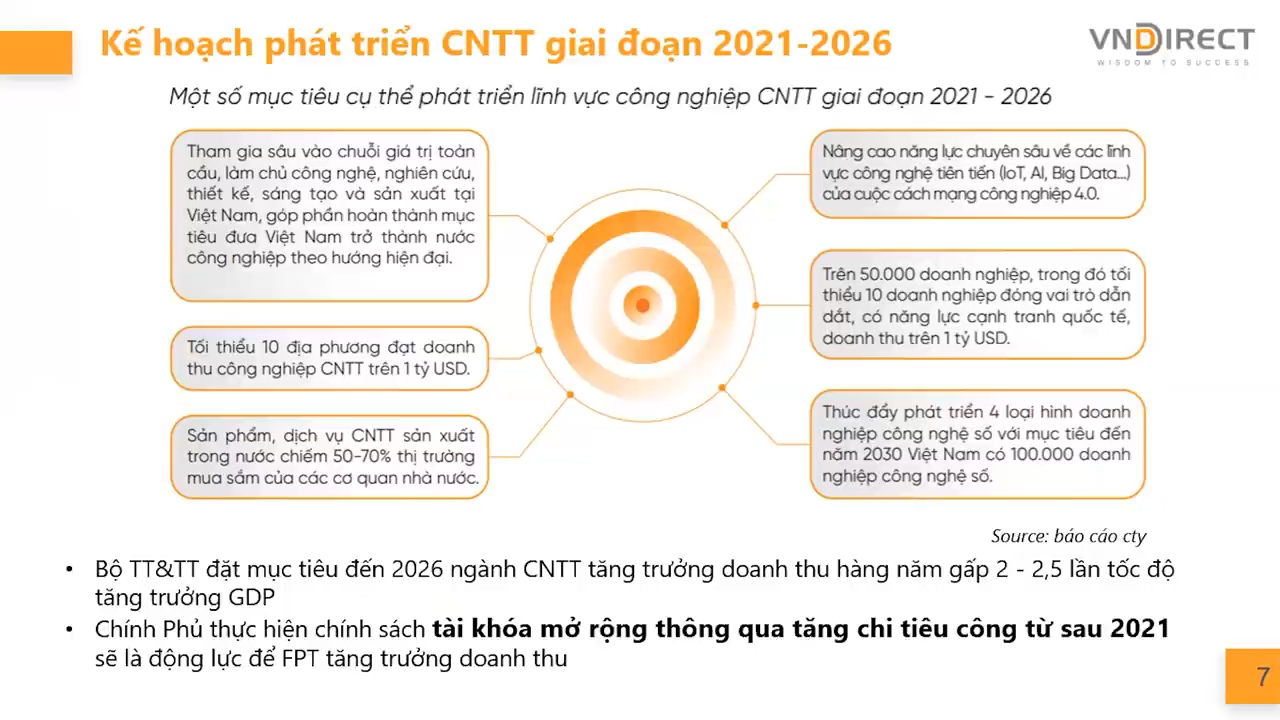 Kế hoạch phát triển CNTT giai đoạn 2021-2026
VNDIRECT
WISDOM TO SUCCESS
Một số mục tiêu cụ thể phát triển lĩnh vực công nghiệp CNTT giai đoạn 2021 - 2026
Tham gia sâu vào chuỗi giá trị toàn
cầu, làm chủ công nghệ, nghiên cứu,
thiết kế, sáng tạo và sản xuất tại
Việt Nam, góp phần hoàn thành mục
tiêu đưa Việt Nam trở thành nước
công nghiệp theo hướng hiện đại.
Tối thiểu 10 địa phương đạt doanh
thu công nghiệp CNTT trên 1 tỷ USD.
Sản phẩm, dịch vụ CNTT sản xuất
trong nước chiếm 50-70% thị trường
mua sắm của các cơ quan nhà nước.
Nâng cao năng lực chuyên sâu về các lĩnh
vực công nghệ tiên tiến (IoT, AI, Big Data...)
của cuộc cách mạng công nghiệp 4.0.
Trên 50.000 doanh nghiệp, trong đó tối
thiểu 10 doanh nghiệp đóng vai trò dẫn
dắt, có năng lực cạnh tranh quốc tế,
doanh thu trên 1 tỷ USD.
Thúc đẩy phát triển 4 loại hình doanh
nghiệp công nghệ số với mục tiêu đến
năm 2030 Việt Nam có 100.000 doanh
nghiệp công nghệ số.
Source: báo cáo cty
• Bộ TT&TT đặt mục tiêu đến 2026 ngành CNTT tăng trưởng doanh thu hàng năm gấp 2 - 2,5 lần tốc độ
tăng trưởng GDP
• Chính Phủ thực hiện chính sách tài khóa mở rộng thông qua tăng chi tiêu công từ sau 2021
sẽ là động lực để FPT tăng trưởng doanh thu
7